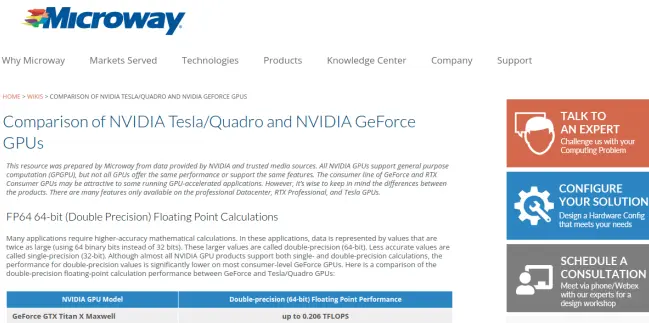 Microway
Why Microway Markets Served Technologies Products Knowledge Center Company Support
HOME > WIKIS > COMPARISON OF NVIDIA TESLA/QUADRO AND NVIDIA GEFORCE GPUS
Comparison of NVIDIA Tesla/Quadro and NVIDIA GeForce
GPUs
This resource was prepared by Microway from data provided by NVIDIA and trusted media sources. All NVIDIA GPUs support general purpose
computation (GPGPU), but not all GPUs offer the same performance or support the same features. The consumer line of GeForce and RTX
Consumer GPUs may be attractive to some running GPU-accelerated applications. However, it's wise to keep in mind the differences between
the products. There are many features only available on the professional Datacenter, RTX Professional, and Tesla GPUs.
FP64 64-bit (Double Precision) Floating Point Calculations
Many applications require higher-accuracy mathematical calculations. In these applications, data is represented by values that are
twice as large (using 64 binary bits instead of 32 bits). These larger values are called double-precision (64-bit). Less accurate values are
called single-precision (32-bit). Although almost all NVIDIA GPU products support both single- and double-precision calculations, the
performance for double-precision values is significantly lower on most consumer-level GeForce GPUs. Here is a comparison of the
double-precision floating-point calculation performance between GeForce and Tesla/Quadro GPUs:
NVIDIA GPU Model Double-precision (64-bit) Floating Point Performance
GeForce GTX Titan X Maxwell up to 0.206 TFLOPS
TALK TO
AN EXPERT
Challenge us with your
Computing Problem
CONFIGURE
YOUR SOLUTION
Design a Hardware Config
that meets your needs
SCHEDULE A
CONSULTATION
Meet via phone/Webex
with our experts for a
design workshop